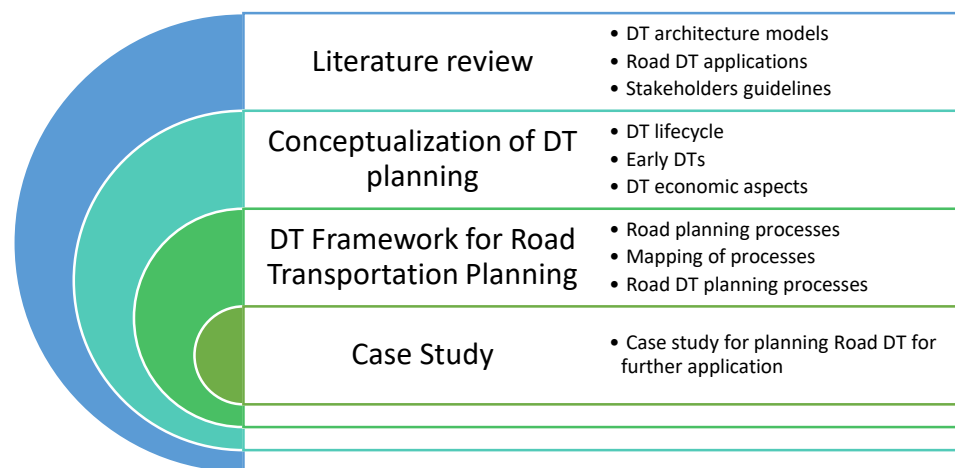 Literature review
• DT architecture models
• Road DT applications
• Stakeholders guidelines
Conceptualization of DT
planning
• DT lifecycle
• Early DTs
• DT economic aspects
DT Framework for Road
Transportation Planning
• Road planning processes
• Mapping of processes
• Road DT planning processes
Case Study
• Case study for planning Road DT for
further application